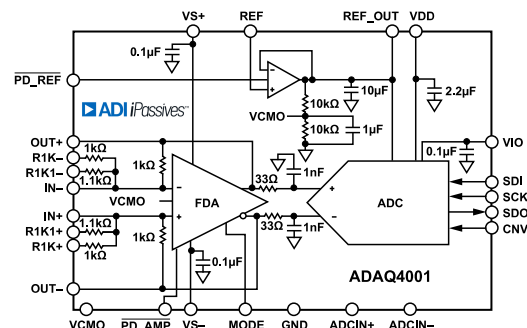 VS+ REF REF_OUT VDD
0.1µF
PD_REF
10kΩ 10µF 2.2µF
VCMO
10kΩ 1µF
ADI iPassives™
OUT+ VIO
1kΩ 0.1µF
R1K–
R1K1– 1kΩ 1nF
1.1kΩ 33Ω SDI
IN– SCK
VCMO FDA ADC SDO
IN+ CNV
1.1kΩ 33Ω
R1K1+ 1kΩ 1nF
R1K+
1kΩ 0.1µF
OUT– ADAQ4001
VCMO PD_AMP VS– MODE GND ADCIN+ ADCIN–